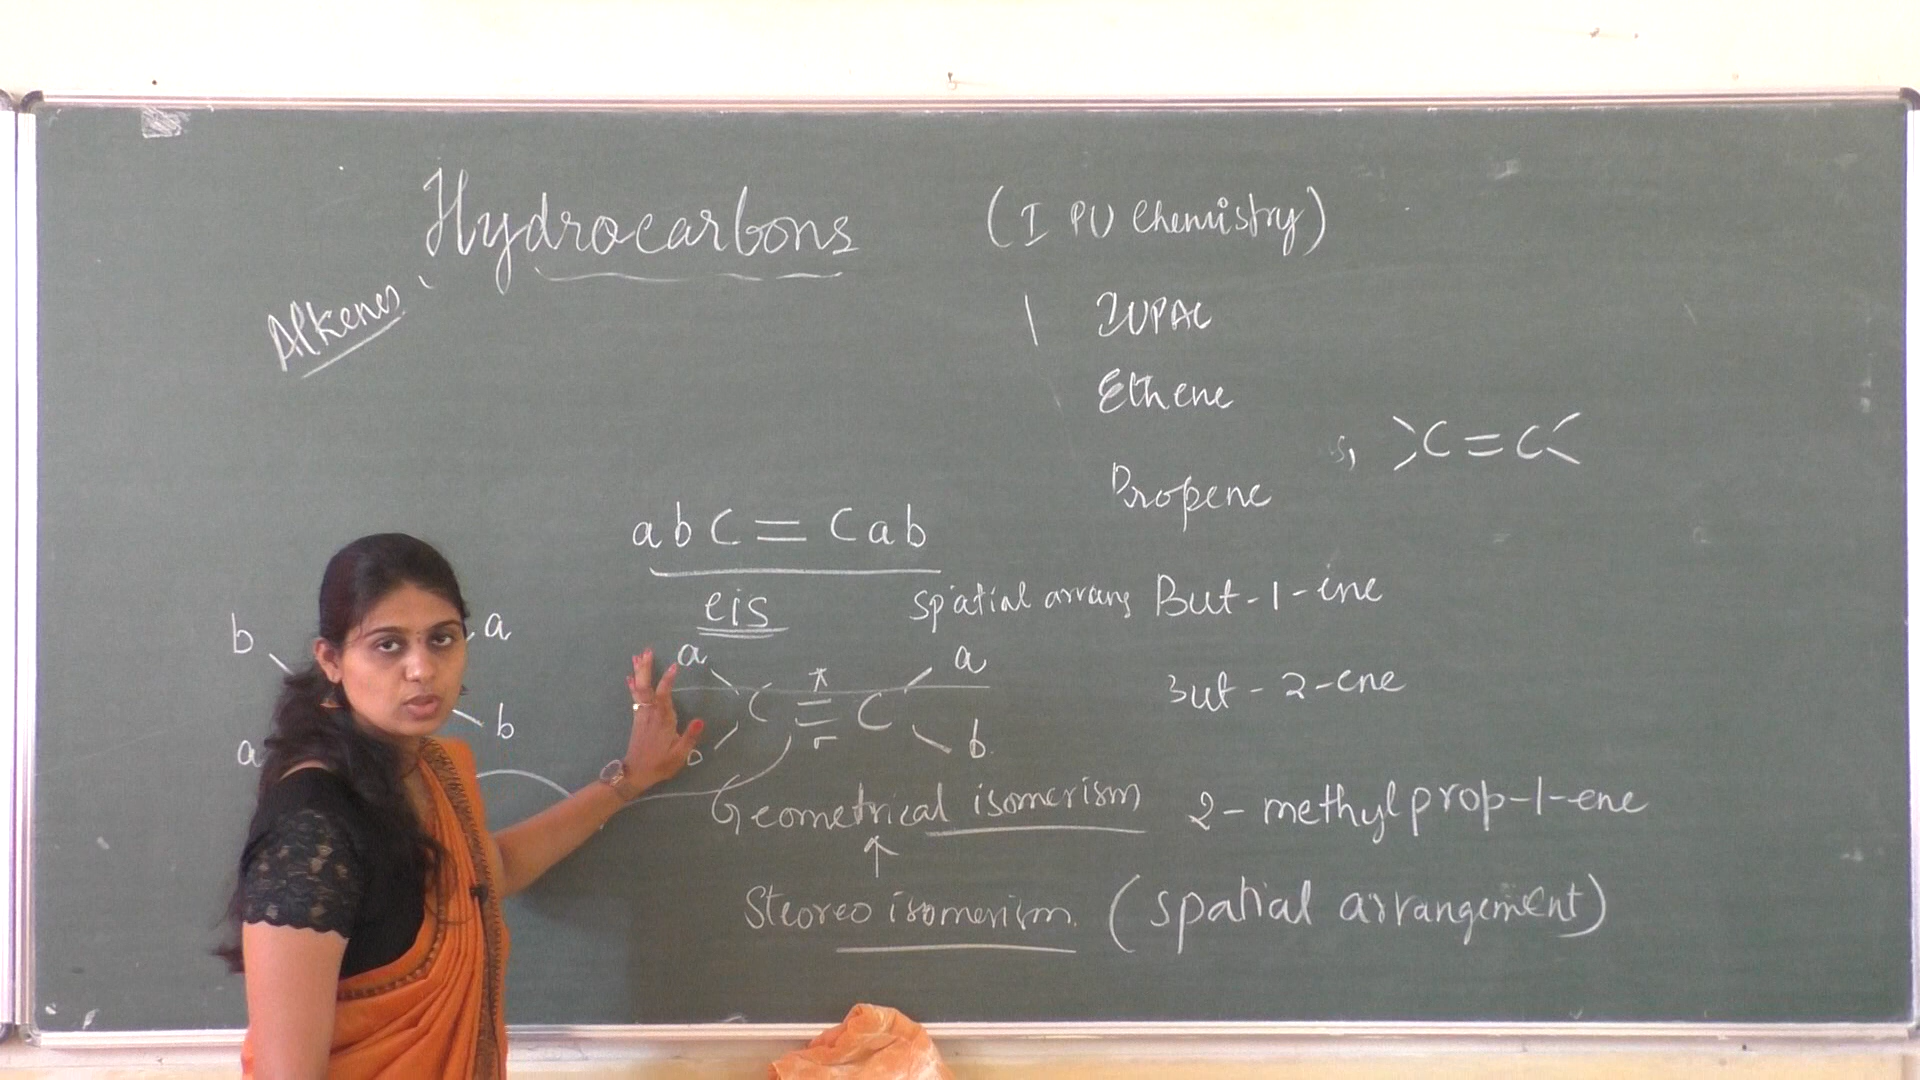 Hydrocarbons (I PU Chemistry)
Alkenes
IUPAC
Ethene
C=C
Propene
abC = Cab
cis
spatial arrang But-1-ene
b a
a a
C = C
π
σ
But-2-ene
b
b b
a
Geometrical isomerism 2-methylprop-1-ene
↑
Stereo isomerism (spatial arrangement)